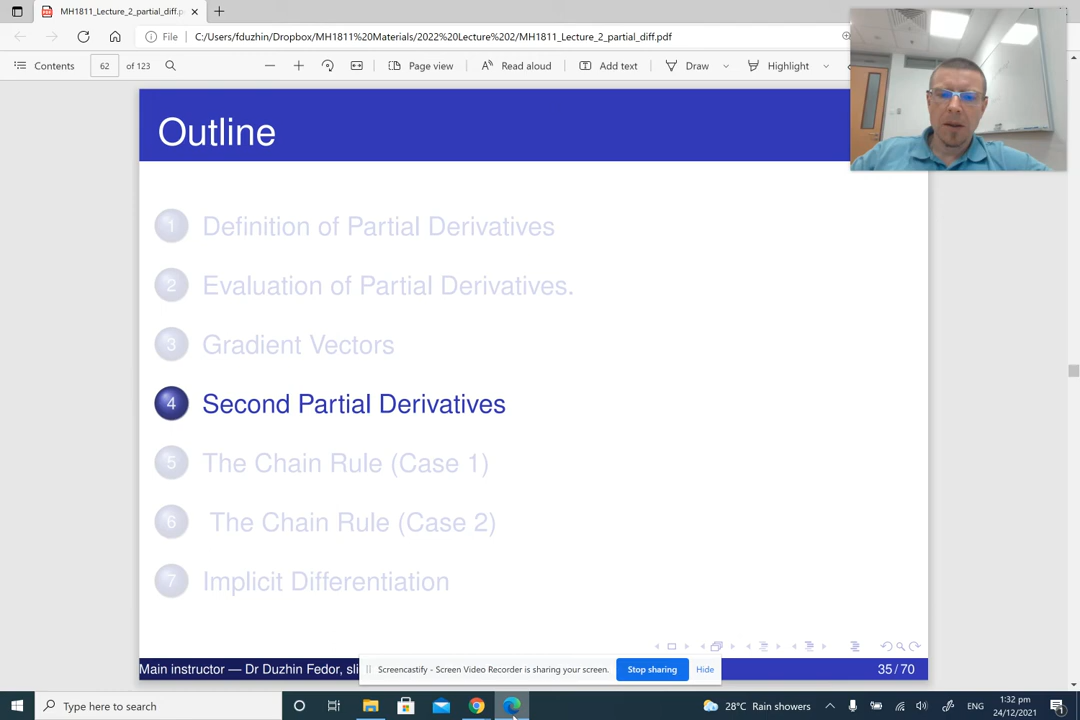 MH1811_Lecture_2_partial_diff.p
File
C:/Users/fduzhin/Dropbox/MH1811%20Materials/2022%20Lecture%202/MH1811_Lecture_2_partial_diff.pdf
Contents
62
of 123
Page view
Read aloud
Add text
Draw
Highlight
Outline
1 Definition of Partial Derivatives
2 Evaluation of Partial Derivatives.
3 Gradient Vectors
4 Second Partial Derivatives
5 The Chain Rule (Case 1)
6 The Chain Rule (Case 2)
7 Implicit Differentiation
Main instructor — Dr Duzhin Fedor, sli
35 / 70
Screencastify - Screen Video Recorder is sharing your screen.
Stop sharing
Hide
Type here to search
28°C Rain showers
ENG
1:32 pm
24/12/2021
1